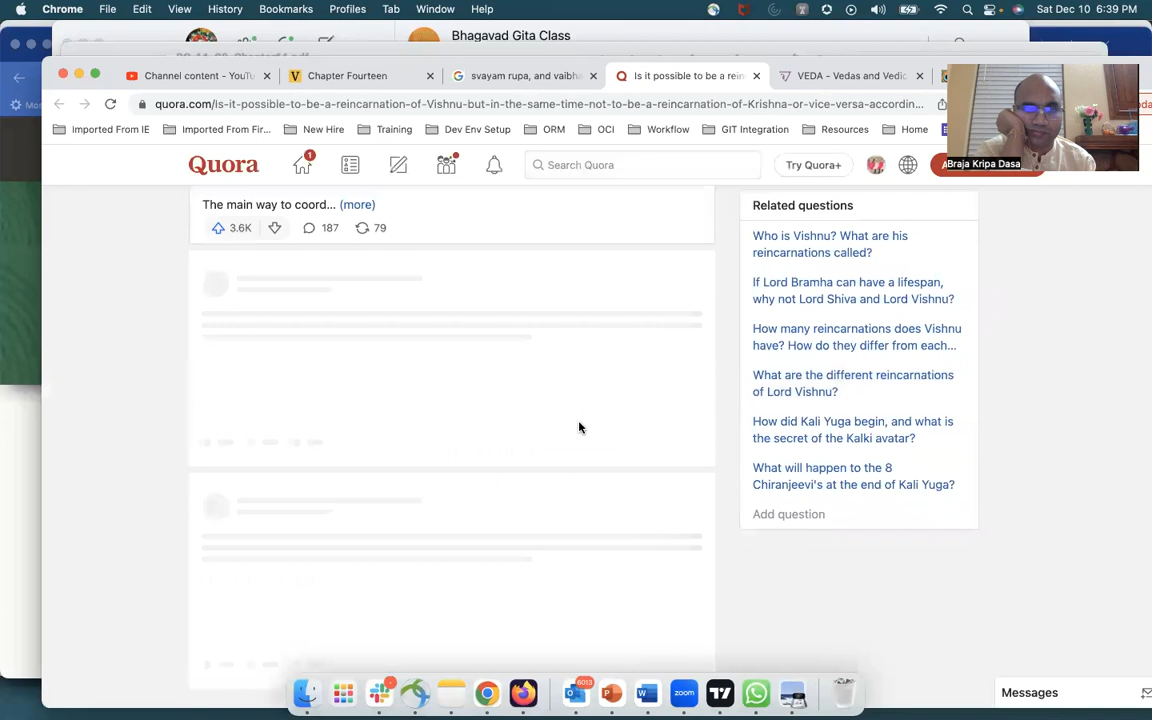 Chrome File Edit View History Bookmarks Profiles Tab Window Help Sat Dec 10 6:39 PM
Bhagavad Gita Class
Channel content - YouTu
Chapter Fourteen
svayam rupa, and vaibha
Is it possible to be a rein
VEDA - Vedas and Vedic
quora.com/Is-it-possible-to-be-a-reincarnation-of-Vishnu-but-in-the-same-time-not-to-be-a-reincarnation-of-Krishna-or-vice-versa-accordin...
Imported From IE Imported From Fir... New Hire Training Dev Env Setup ORM OCI Workflow GIT Integration Resources Home
Braja Kripa Dasa
Quora 1 Search Quora Try Quora+
The main way to coord... (more)
3.6K 187 79
Related questions
Who is Vishnu? What are his
reincarnations called?
If Lord Bramha can have a lifespan,
why not Lord Shiva and Lord Vishnu?
How many reincarnations does Vishnu
have? How do they differ from each...
What are the different reincarnations
of Lord Vishnu?
How did Kali Yuga begin, and what is
the secret of the Kalki avatar?
What will happen to the 8
Chiranjeevi's at the end of Kali Yuga?
Add question
Messages
6013
zoom